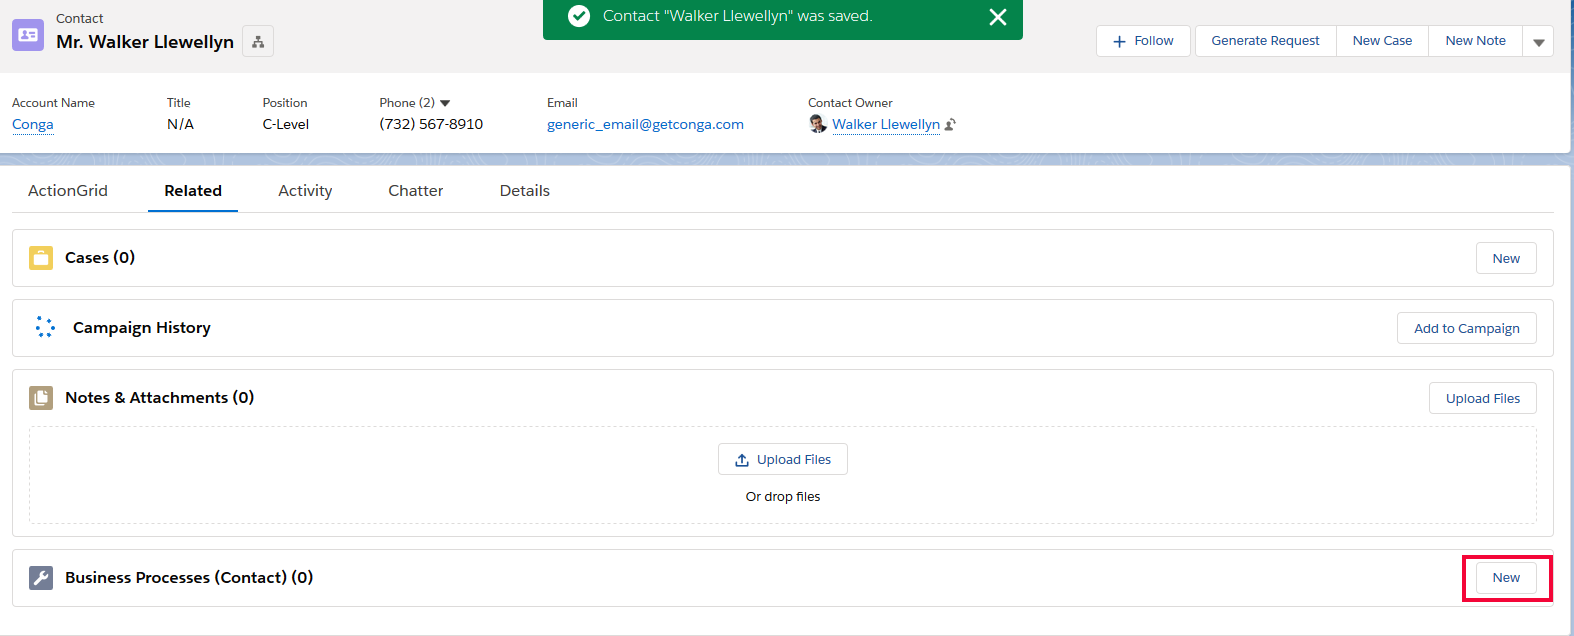 Contact
Mr. Walker Llewellyn
Contact "Walker Llewellyn" was saved.
Follow
Generate Request
New Case
New Note
Account Name
Title
Position
Phone (2)
Email
Contact Owner
Conga
N/A
C-Level
(732) 567-8910
generic_email@getconga.com
Walker Llewellyn
ActionGrid
Related
Activity
Chatter
Details
Cases (0)
New
Campaign History
Add to Campaign
Notes & Attachments (0)
Upload Files
Upload Files
Or drop files
Business Processes (Contact) (0)
New